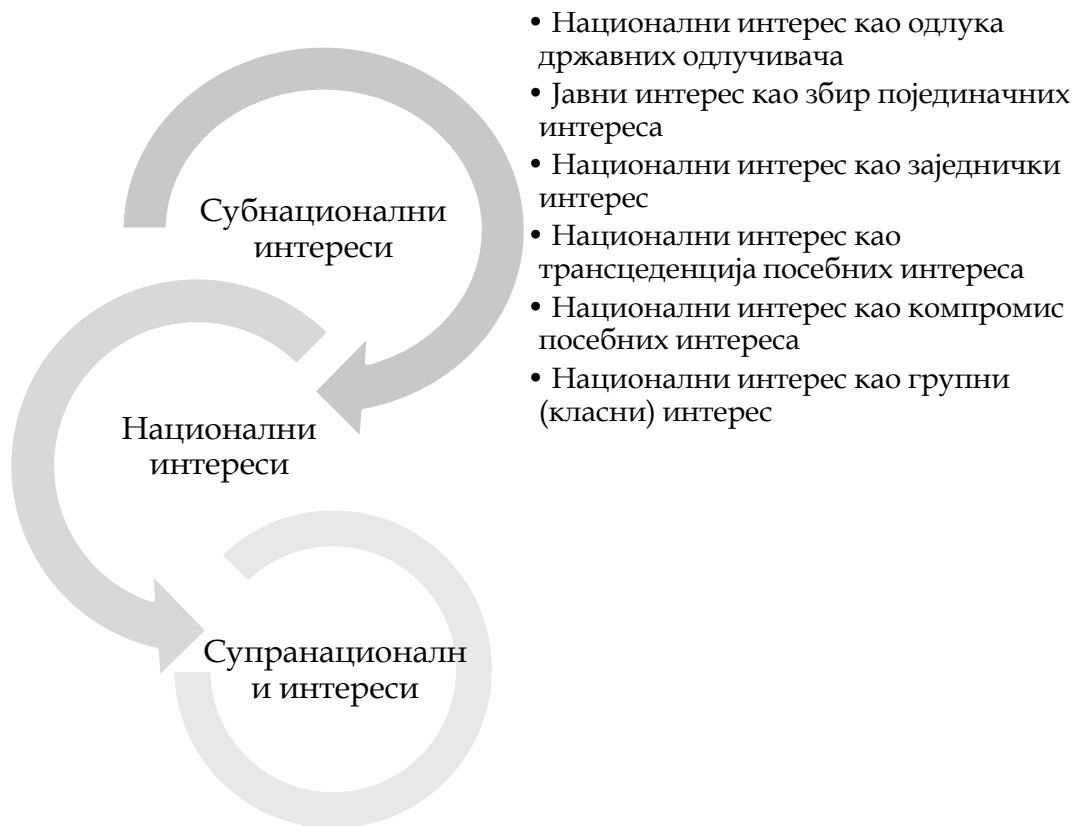 Субнационални
интереси
• Национални интерес као одлука
државних одлучивача
• Јавни интерес као збир појединачних
интереса
• Национални интерес као заједнички
интерес
• Национални интерес као
трансцеденција посебних интереса
• Национални интерес као компромис
посебних интереса
• Национални интерес као групни
(класни) интерес
Национални
интереси
Супранационалн
и интереси